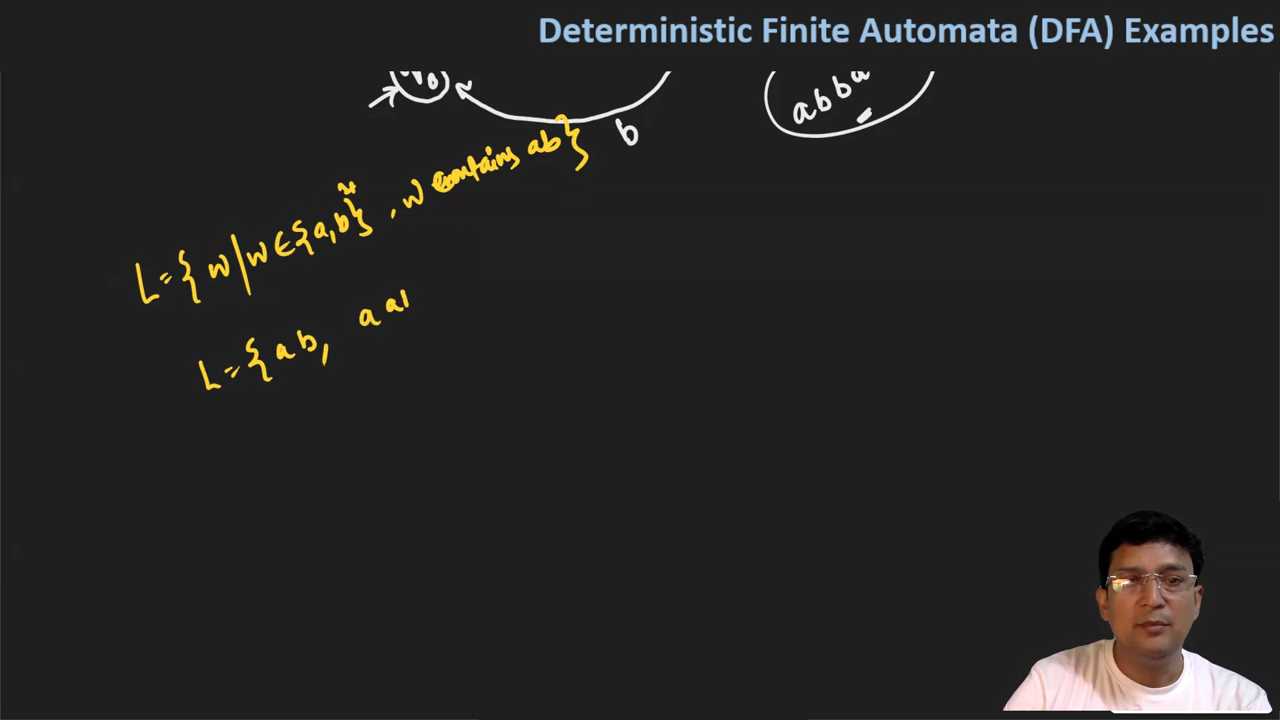 Deterministic Finite Automata (DFA) Examples
b
abba
L={ w | w ∈ {a,b}*, w contains ab}
L={ab, aa